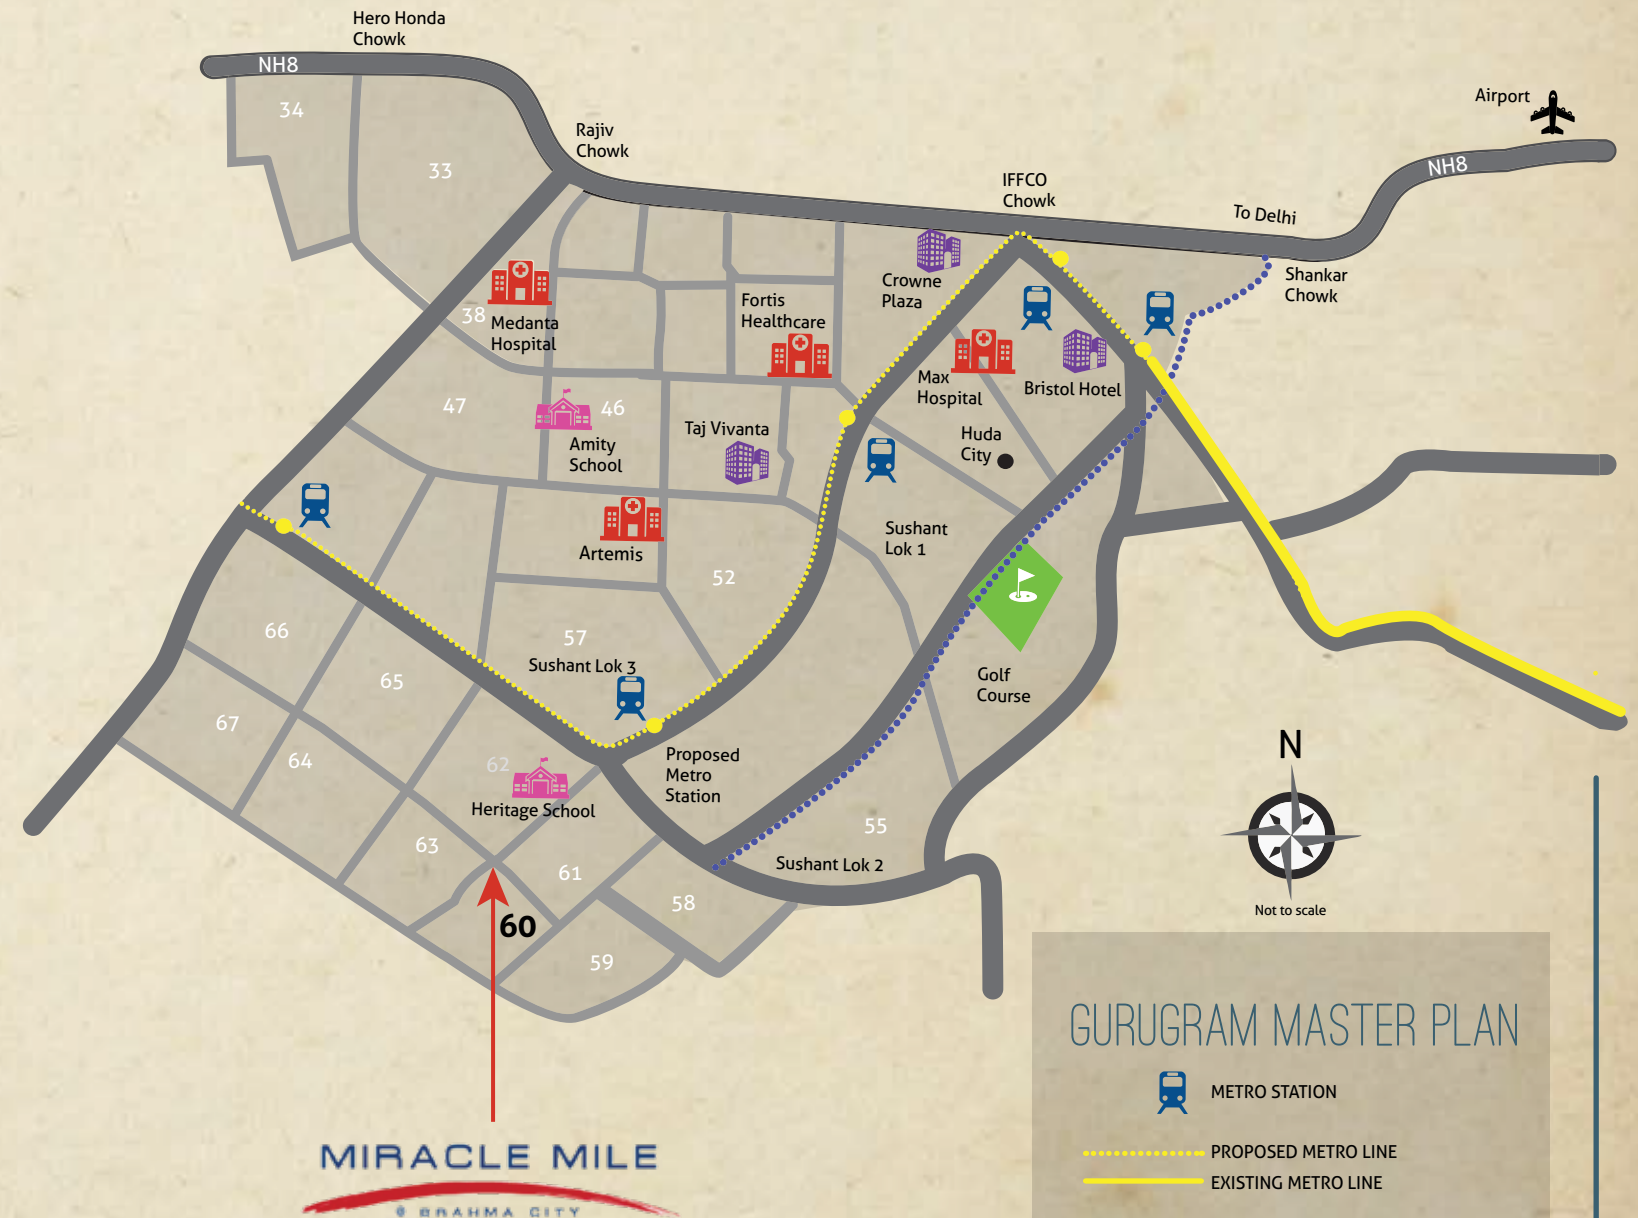 Hero Honda
Chowk
NH8
34
33
Rajiv
Chowk
Airport
NH8
IFFCO
Chowk
To Delhi
Shankar
Chowk
Crowne
Plaza
Fortis
Healthcare
38
Medanta
Hospital
Max
Hospital
Bristol Hotel
47
46
Amity
School
Taj Vivanta
Huda
City
Sushant
Lok 1
Artemis
52
66
57
Sushant Lok 3
65
Golf
Course
67
64
62
Heritage School
Proposed
Metro
Station
N
Not to scale
63
61
55
Sushant Lok 2
58
60
59
GURUGRAM MASTER PLAN
METRO STATION
PROPOSED METRO LINE
EXISTING METRO LINE
MIRACLE MILE
@ BRAHMA CITY